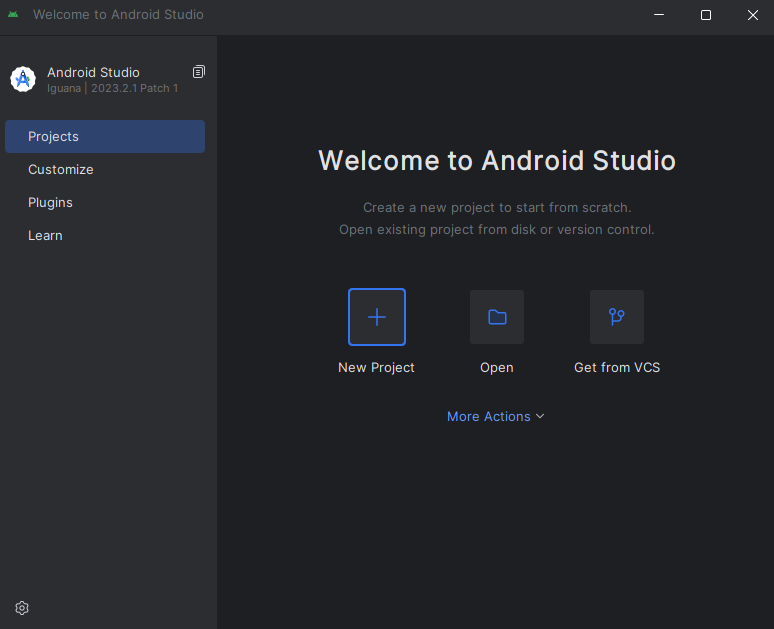 Welcome to Android Studio
Android Studio
Iguana | 2023.2.1 Patch 1
Projects
Customize
Plugins
Learn
Welcome to Android Studio
Create a new project to start from scratch.
Open existing project from disk or version control.
New Project
Open
Get from VCS
More Actions